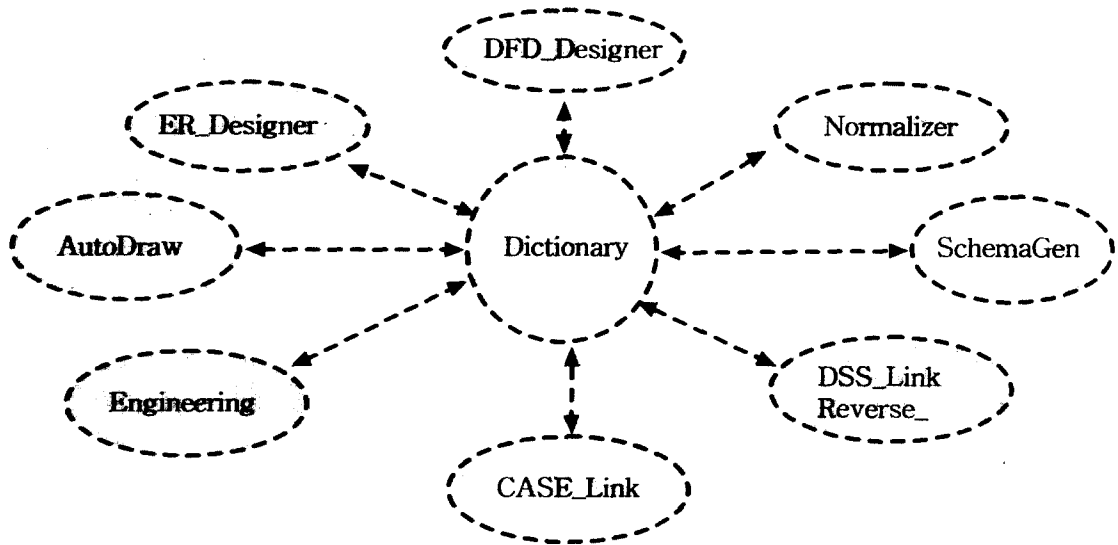 DFD_Designer
ER_Designer
Normalizer
AutoDraw
Dictionary
SchemaGen
Engineering
DSS_Link
Reverse_
CASE_Link